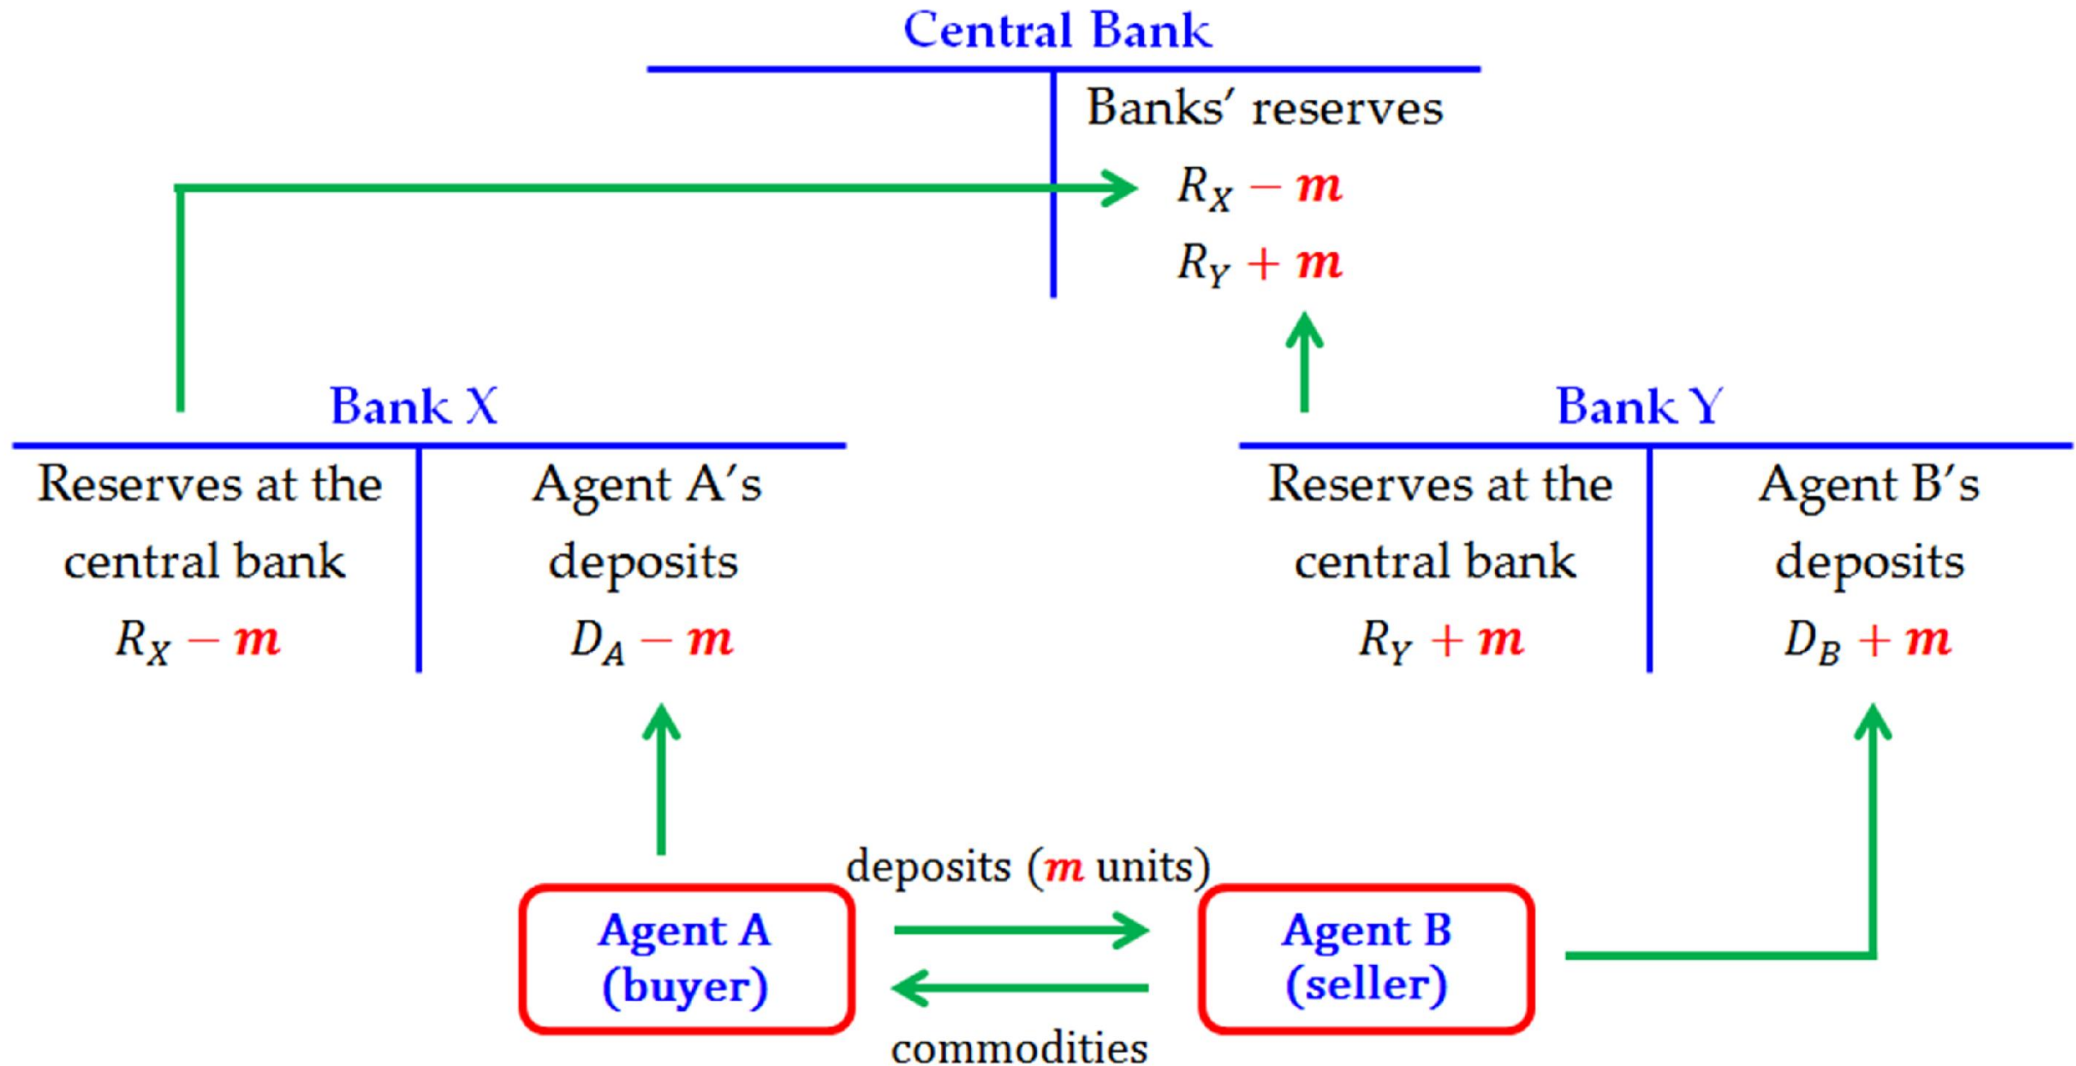 Central Bank
Banks’ reserves
R_X − m
R_Y + m
Bank X
Reserves at the
central bank
R_X − m
Agent A’s
deposits
D_A − m
Bank Y
Reserves at the
central bank
R_Y + m
Agent B’s
deposits
D_B + m
deposits (m units)
Agent A
(buyer)
Agent B
(seller)
commodities